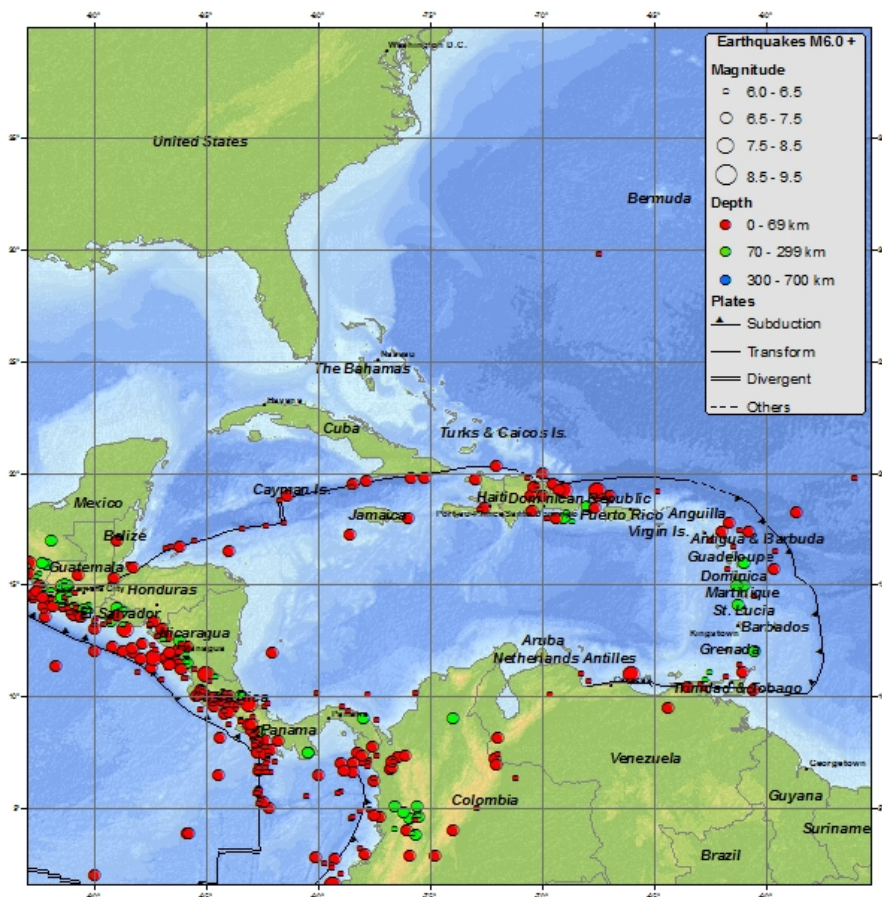 Earthquakes M6.0 +
Magnitude
6.0 - 6.5
6.5 - 7.5
7.5 - 8.5
8.5 - 9.5
Depth
0 - 69 km
70 - 299 km
300 - 700 km
Plates
Subduction
Transform
Divergent
Others
Washington D.C.
United States
Bermuda
Nassau
The Bahamas
Havana
Cuba
Turks & Caicos Is.
Cayman Is.
Mexico
Haiti
Dominican Republic
Jamaica
Puerto Rico
Anguilla
Virgin Is.
Belize
Antigua & Barbuda
Guatemala
Guadeloupe
Dominica
Honduras
Martinique
El Salvador
St. Lucia
Nicaragua
Kingstown
Barbados
Aruba
Grenada
Netherlands Antilles
Trinidad & Tobago
Panama
Venezuela
Georgetown
Colombia
Guyana
Suriname
Brazil